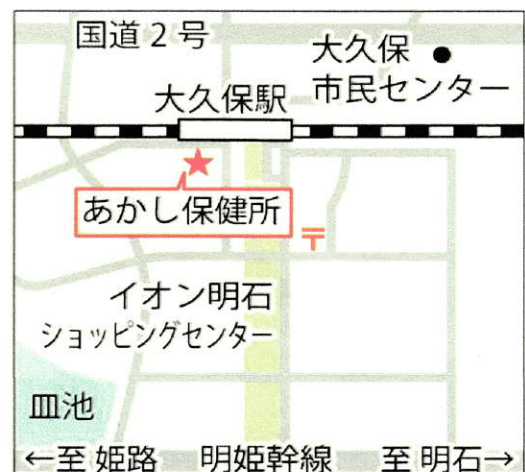 国道２号
大久保
市民センター
大久保駅
あかし保健所
〒
イオン明石
ショッピングセンター
皿池
←至 姫路　明姫幹線　至 明石→